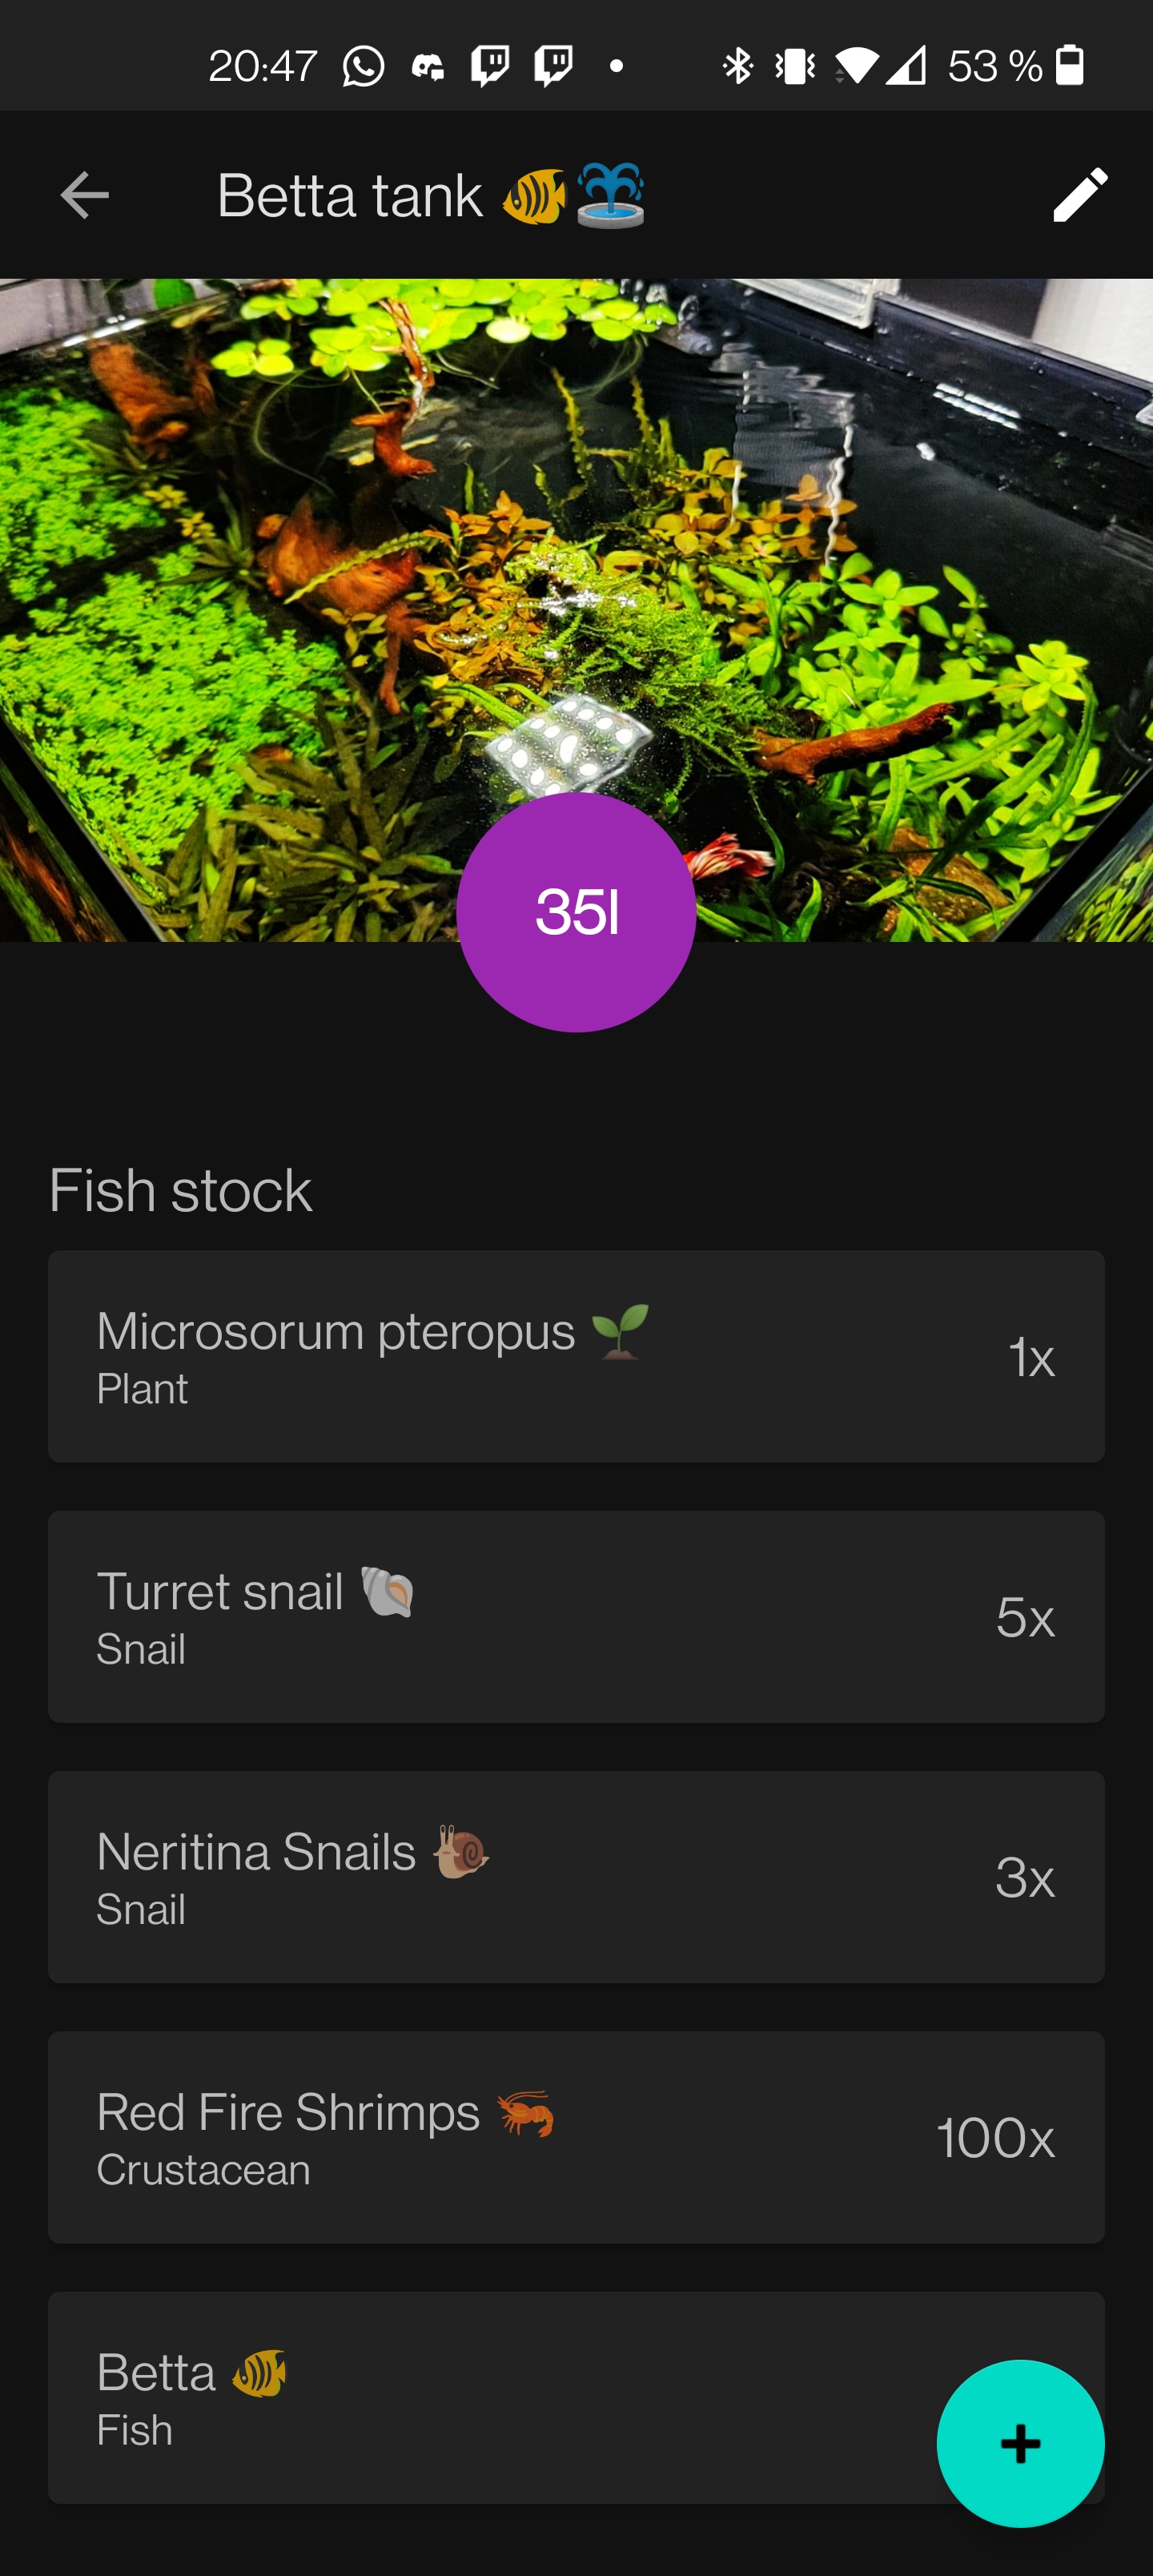 20:47 53 %
Betta tank 🐠⛲
35l
Fish stock
Microsorum pteropus 🌱
Plant
1x
Turret snail 🐚
Snail
5x
Neritina Snails 🐌
Snail
3x
Red Fire Shrimps 🦐
Crustacean
100x
Betta 🐠
Fish
+